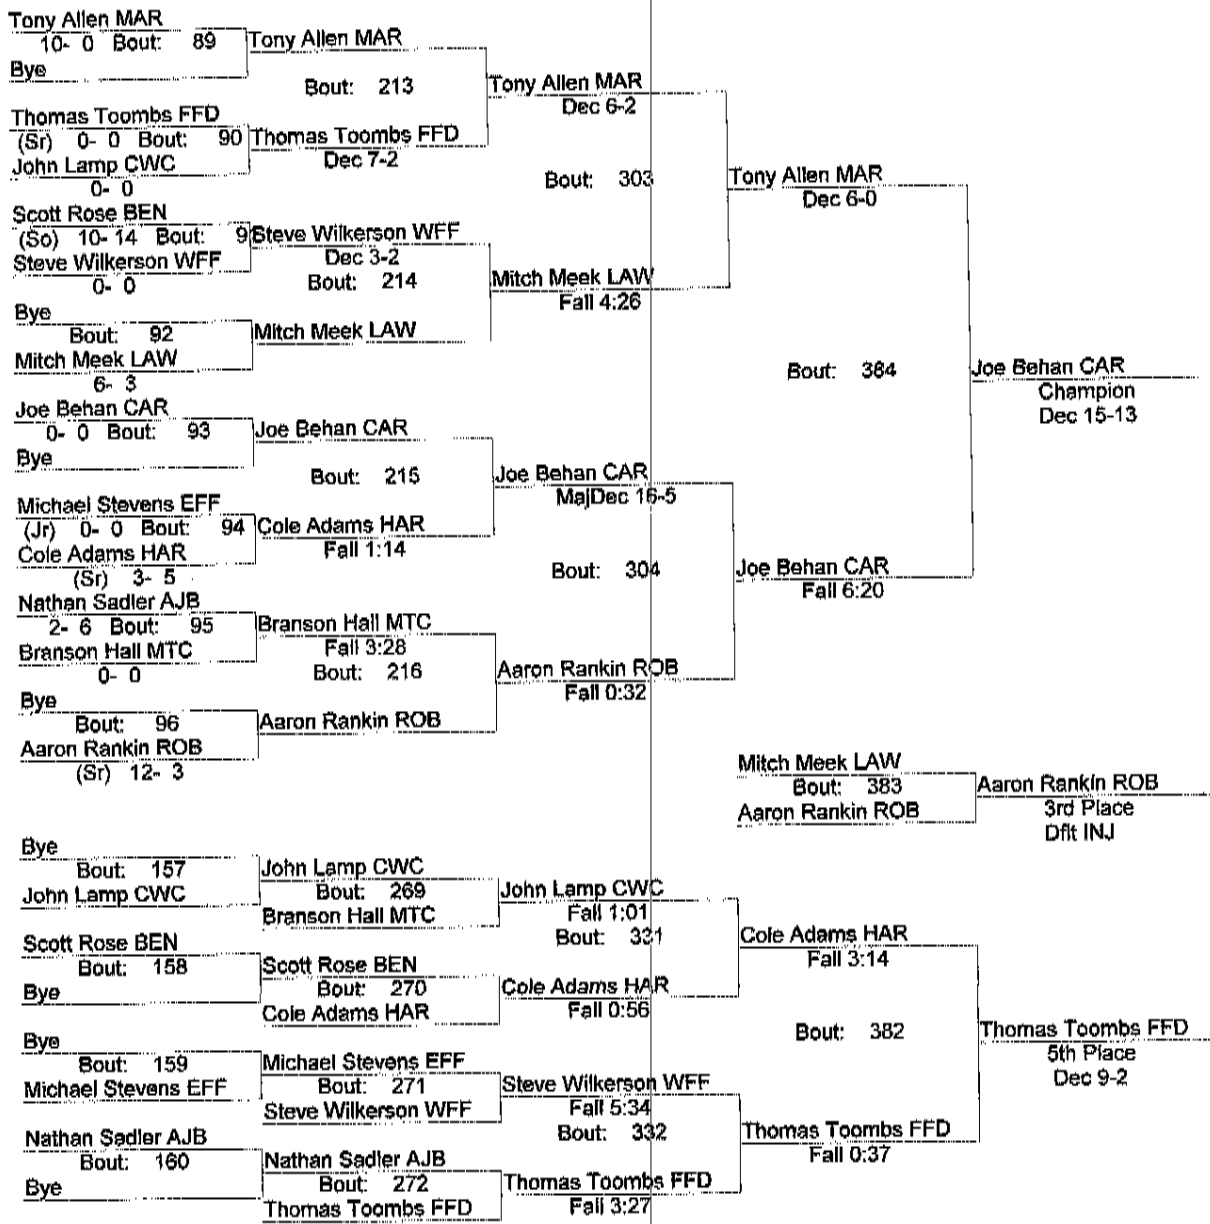 Tony Allen MAR
10- 0 Bout: 89 Tony Allen MAR
Bye
Bout: 213 Tony Allen MAR
Dec 6-2
Thomas Toombs FFD
(Sr) 0- 0 Bout: 90 Thomas Toombs FFD
John Lamp CWC Dec 7-2
0- 0
Bout: 303 Tony Allen MAR
Dec 6-0
Scott Rose BEN
(So) 10- 14 Bout: 9 Steve Wilkerson WFF
Steve Wilkerson WFF Dec 3-2
0- 0 Bout: 214 Mitch Meek LAW
Fall 4:26
Bye
Bout: 92 Mitch Meek LAW
Mitch Meek LAW
6- 3
Bout: 384 Joe Behan CAR
Champion
Dec 15-13
Joe Behan CAR
0- 0 Bout: 93 Joe Behan CAR
Bye
Bout: 215 Joe Behan CAR
MajDec 16-5
Michael Stevens EFF
(Jr) 0- 0 Bout: 94 Cole Adams HAR
Cole Adams HAR Fall 1:14
(Sr) 3- 5
Bout: 304 Joe Behan CAR
Fall 6:20
Nathan Sadler AJB
2- 6 Bout: 95 Branson Hall MTC
Branson Hall MTC Fall 3:28
0- 0 Bout: 216 Aaron Rankin ROB
Fall 0:32
Bye
Bout: 96 Aaron Rankin ROB
Aaron Rankin ROB
(Sr) 12- 3
Mitch Meek LAW
Bout: 383 Aaron Rankin ROB
Aaron Rankin ROB 3rd Place
Dflt INJ
Bye
Bout: 157 John Lamp CWC
John Lamp CWC Bout: 269 John Lamp CWC
Branson Hall MTC Fall 1:01
Bout: 331 Cole Adams HAR
Fall 3:14
Scott Rose BEN
Bout: 158 Scott Rose BEN
Bye Bout: 270 Cole Adams HAR
Cole Adams HAR Fall 0:56
Bout: 382 Thomas Toombs FFD
5th Place
Dec 9-2
Bye
Bout: 159 Michael Stevens EFF
Michael Stevens EFF Bout: 271 Steve Wilkerson WFF
Steve Wilkerson WFF Fall 5:34
Bout: 332 Thomas Toombs FFD
Fall 0:37
Nathan Sadler AJB
Bout: 160 Nathan Sadler AJB
Bye Bout: 272 Thomas Toombs FFD
Thomas Toombs FFD Fall 3:27